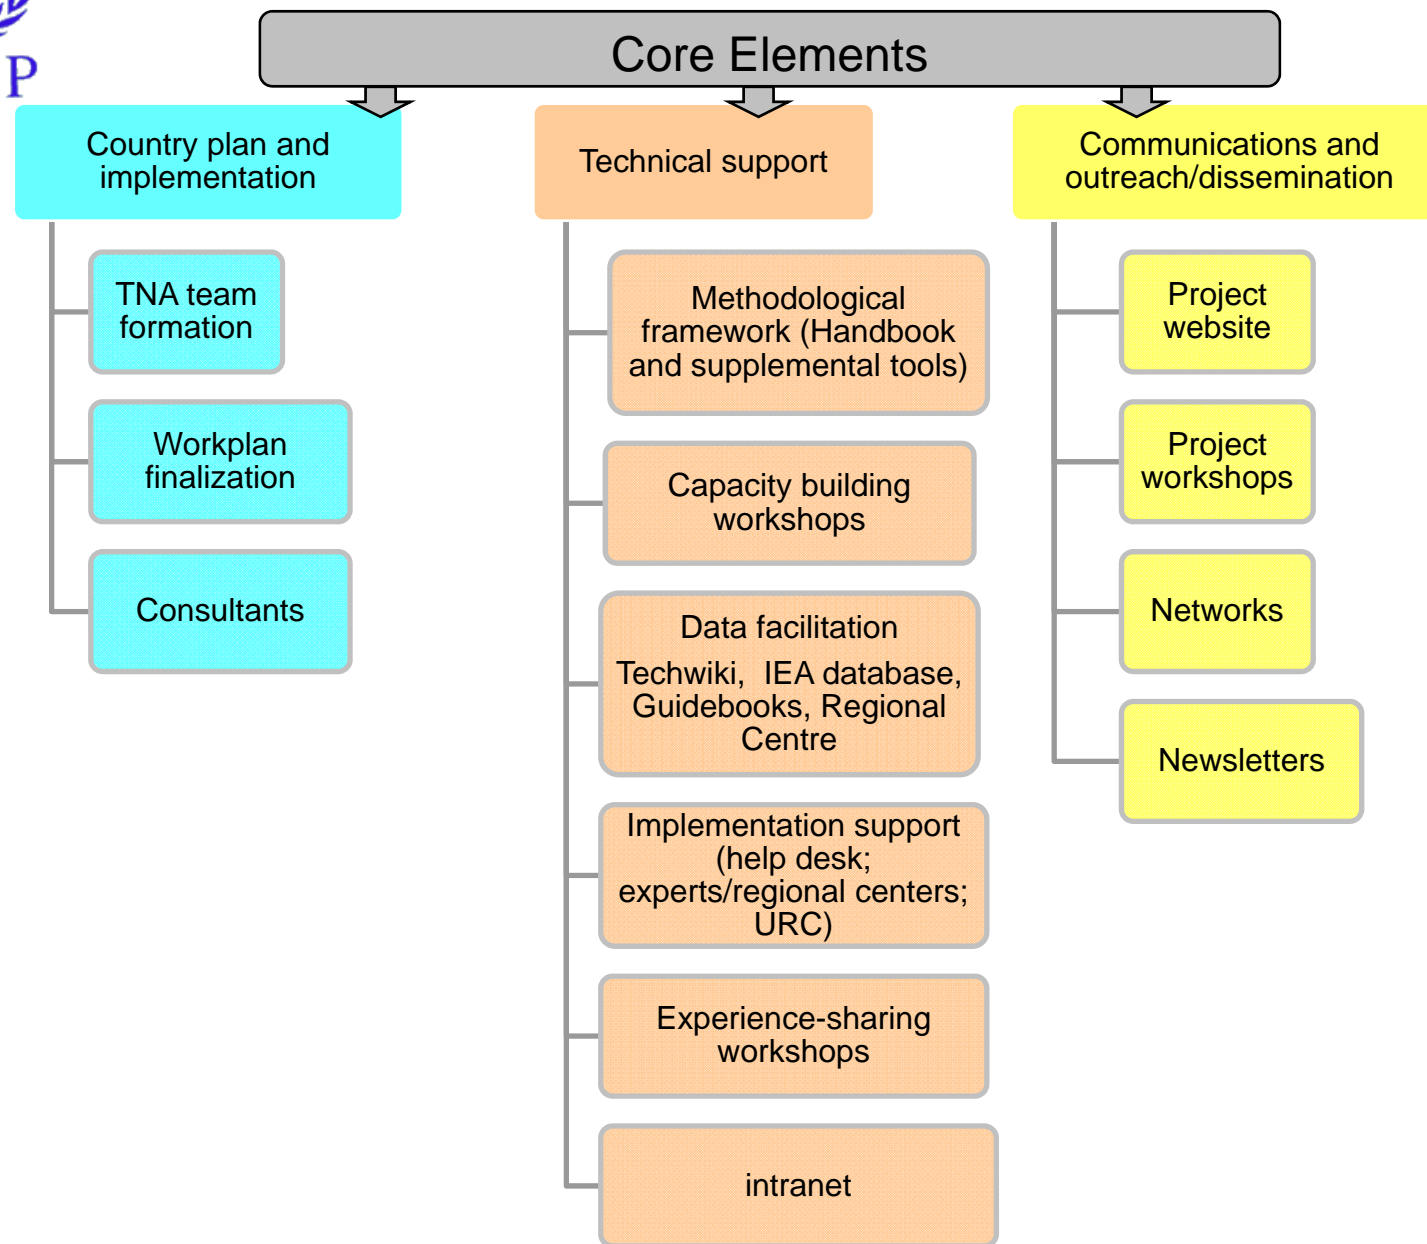 P
Core Elements
Country plan and
implementation
TNA team
formation
Workplan
finalization
Consultants
Technical support
Methodological
framework (Handbook
and supplemental tools)
Capacity building
workshops
Data facilitation
Techwiki, IEA database,
Guidebooks, Regional
Centre
Implementation support
(help desk;
experts/regional centers;
URC)
Experience-sharing
workshops
intranet
Communications and
outreach/dissemination
Project
website
Project
workshops
Networks
Newsletters